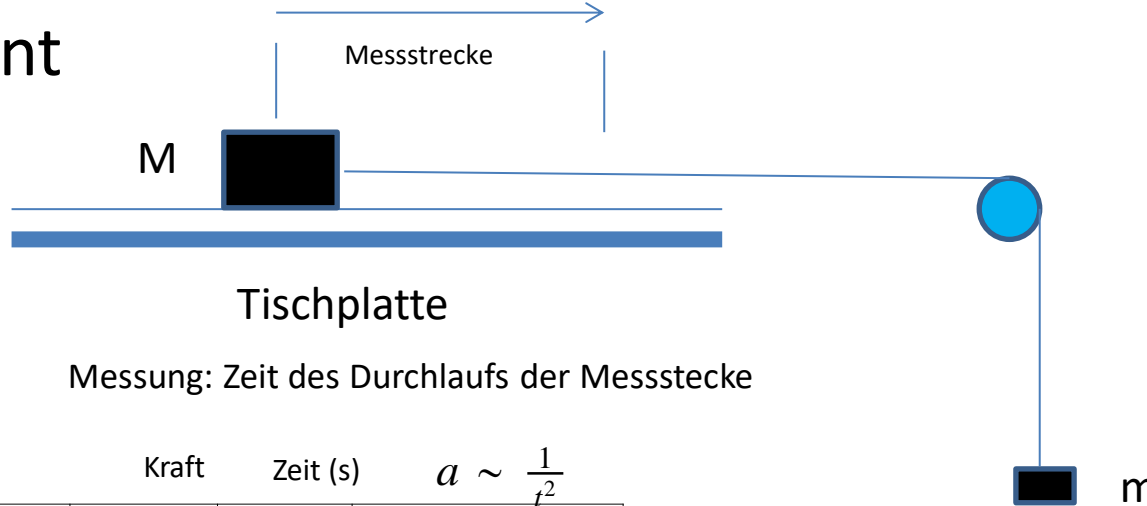 nt
Messstrecke
M
Tischplatte
Messung: Zeit des Durchlaufs der Messstecke
Kraft Zeit (s) a ~ 1/t²
m